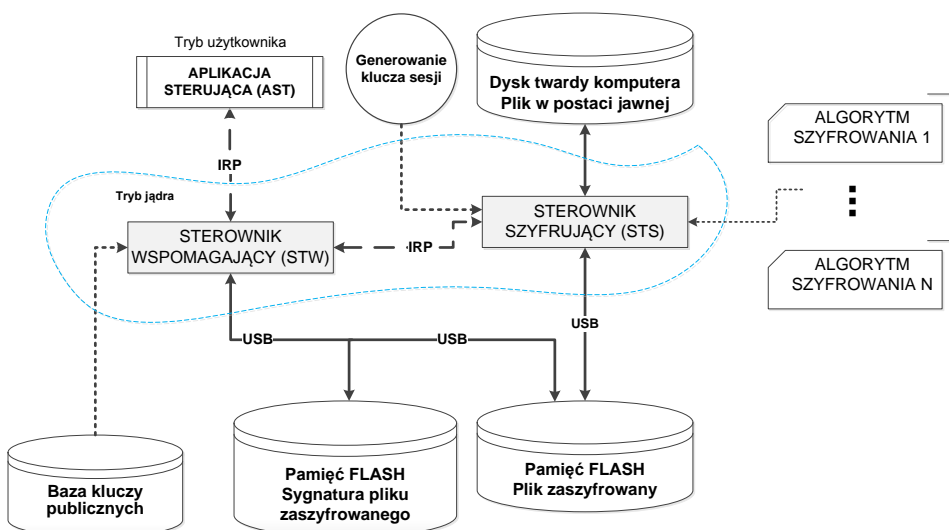 Tryb użytkownika
APLIKACJA
STERUJĄCA (AST)
Generowanie
klucza sesji
Dysk twardy komputera
Plik w postaci jawnej
ALGORYTM
SZYFROWANIA 1
IRP
Tryb jądra
STEROWNIK
WSPOMAGAJĄCY (STW)
IRP
STEROWNIK
SZYFRUJĄCY (STS)
ALGORYTM
SZYFROWANIA N
USB
USB
USB
Baza kluczy
publicznych
Pamięć FLASH
Sygnatura pliku
zaszyfrowanego
Pamięć FLASH
Plik zaszyfrowany